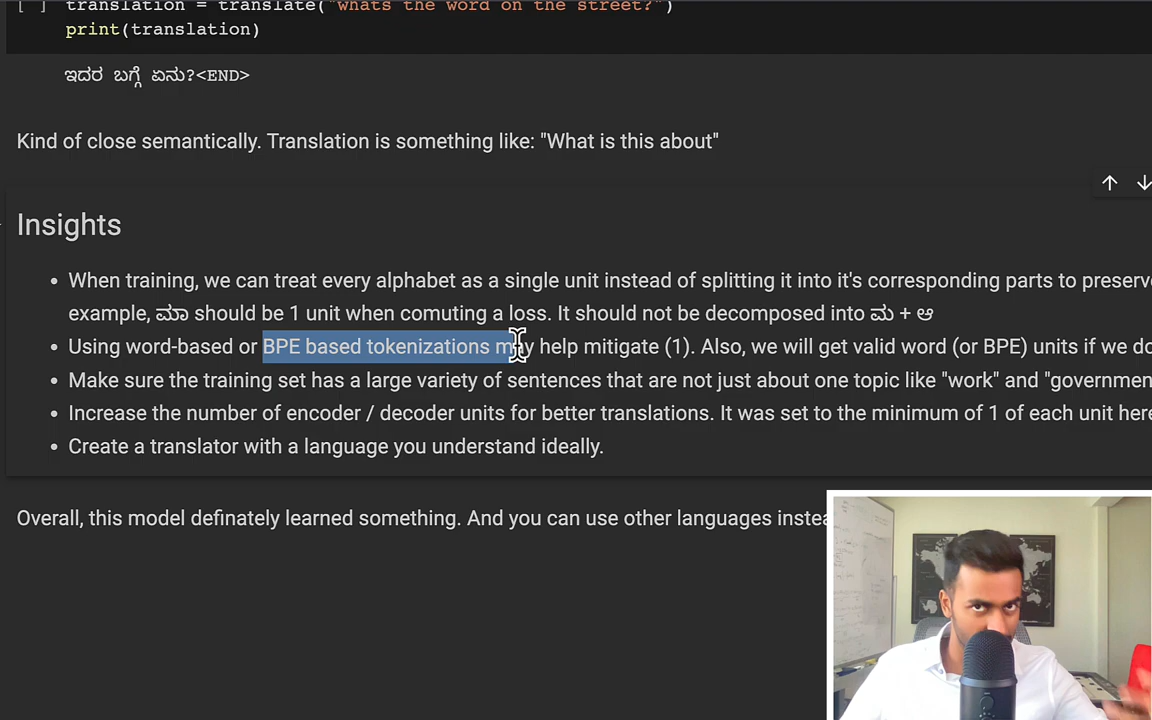 [ ] translation = translate("whats the word on the street?")
print(translation)
ಇದರ ಬಗ್ಗೆ ಏನು?<END>
Kind of close semantically. Translation is something like: "What is this about"
Insights
• When training, we can treat every alphabet as a single unit instead of splitting it into it's corresponding parts to preserv
example, ಮಾ should be 1 unit when comuting a loss. It should not be decomposed into ಮ + ಆ
• Using word-based or BPE based tokenizations may help mitigate (1). Also, we will get valid word (or BPE) units if we do
• Make sure the training set has a large variety of sentences that are not just about one topic like "work" and "governmen
• Increase the number of encoder / decoder units for better translations. It was set to the minimum of 1 of each unit here
• Create a translator with a language you understand ideally.
Overall, this model definately learned something. And you can use other languages instea